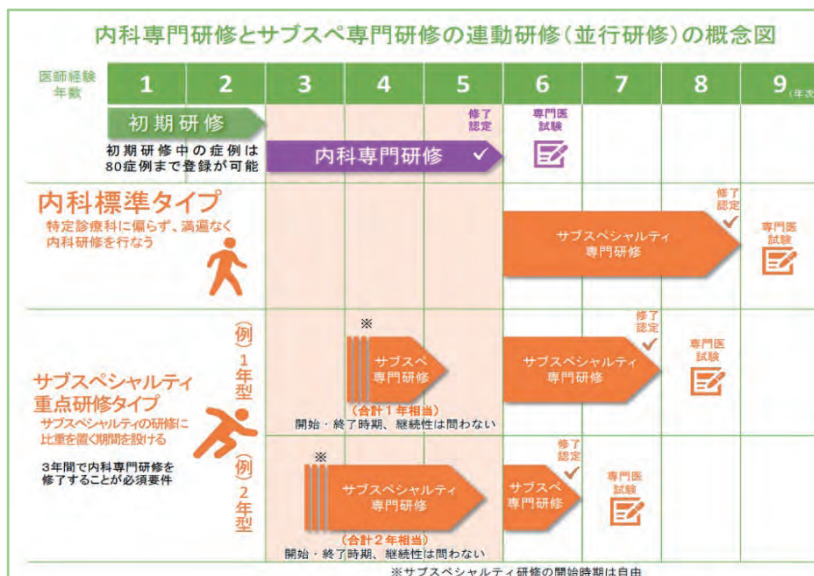 内科専門研修とサブスペ専門研修の連動研修(並行研修)の概念図
医師経験
年数
1 2 3 4 5 6 7 8 9(年次)
初期研修
初期研修中の症例は
80症例まで登録が可能
内科専門研修
修了
認定
専門医
試験
内科標準タイプ
特定診療科に偏らず、満遍なく
内科研修を行なう
サブスペシャルティ
専門研修
修了
認定
専門医
試験
サブスペシャルティ
重点研修タイプ
サブスペシャルティの研修に
比重を置く期間を設ける
3年間で内科専門研修を
修了することが必須要件
(例)1年型
※
サブスペ
専門研修
(合計1年相当)
開始・終了時期、継続性は問わない
サブスペシャルティ
専門研修
修了
認定
専門医
試験
(例)2年型
※
サブスペシャルティ
専門研修
(合計2年相当)
開始・終了時期、継続性は問わない
サブスペ
専門研修
修了
認定
専門医
試験
※サブスペシャルティ研修の開始時期は自由